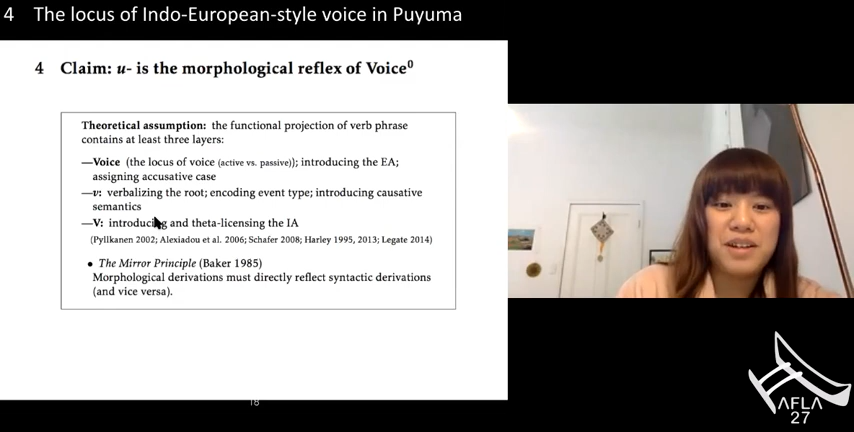 4 The locus of Indo-European-style voice in Puyuma
4 Claim: u- is the morphological reflex of Voice⁰
Theoretical assumption: the functional projection of verb phrase
contains at least three layers:
—Voice (the locus of voice (active vs. passive)); introducing the EA;
assigning accusative case
—v: verbalizing the root; encoding event type; introducing causative
semantics
—V: introducing and theta-licensing the IA
(Pyllkanen 2002; Alexiadou et al. 2006; Schafer 2008; Harley 1995, 2013; Legate 2014)
• The Mirror Principle (Baker 1985)
Morphological derivations must directly reflect syntactic derivations
(and vice versa).
AFLA
27